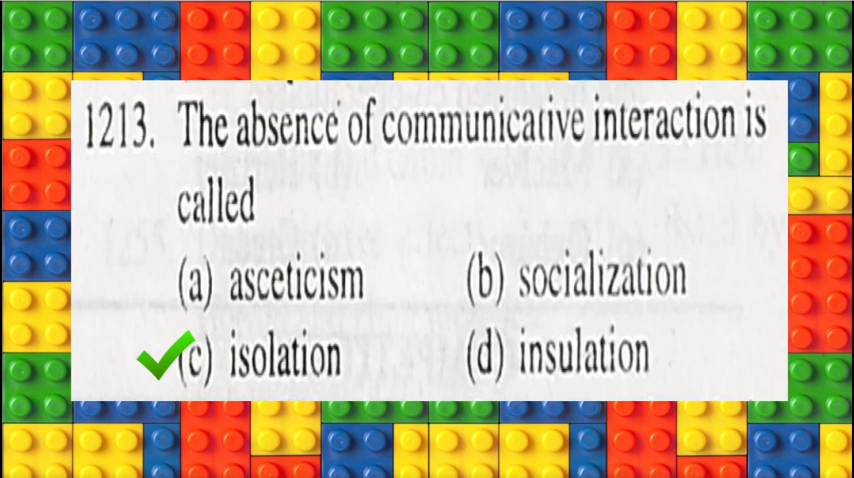 1213. The absence of communicative interaction is
called
(a) asceticism (b) socialization
(c) isolation (d) insulation